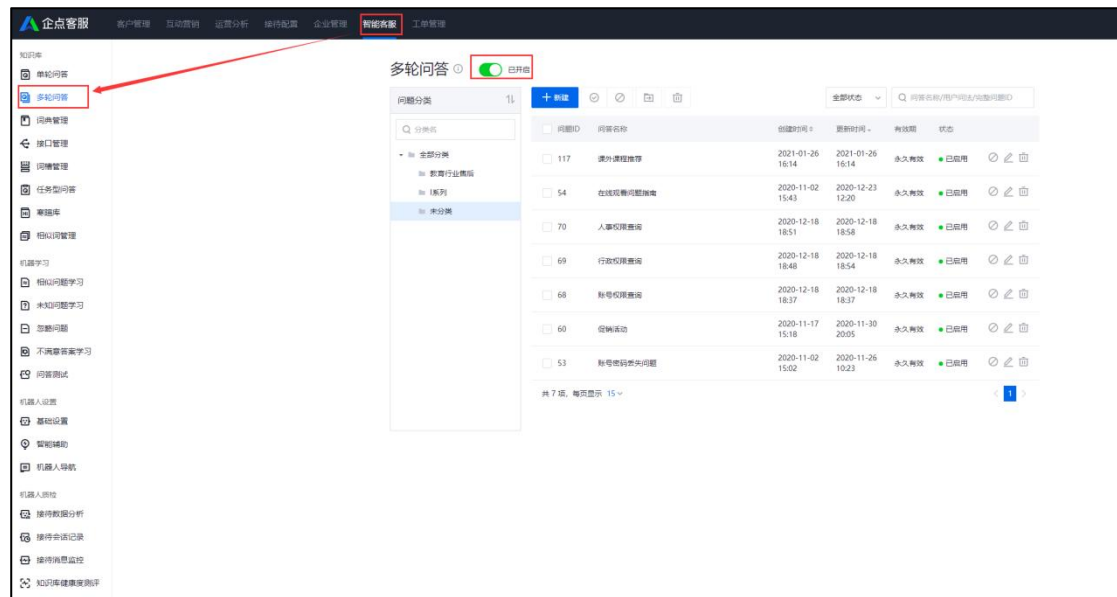 企点客服 客户管理 互动营销 运营分析 接待配置 企业管理 智能客服 工单管理
知识库
单轮问答
多轮问答
词典管理
接口管理
词槽管理
任务型问答
寒暄库
相似词管理
机器学习
相似问题学习
未知问题学习
忽略问题
不满意答案学习
问答测试
机器人设置
基础设置
智能辅助
机器人导航
机器人质检
接待数据分析
接待会话记录
接待消息监控
知识库健康度测评
多轮问答 已开启
问题分类
分类名
全部分类
教育行业售后
I系列
未分类
新建 全部状态 问答名称/用户问法/完整问题ID
问题ID 问答名称 创建时间 更新时间 有效期 状态
117 课外课程推荐 2021-01-26 16:14 2021-01-26 16:14 永久有效 已启用
54 在线观看问题指南 2020-11-02 15:43 2020-12-23 12:20 永久有效 已启用
70 人事权限查询 2020-12-18 18:51 2020-12-18 18:58 永久有效 已启用
69 行政权限查询 2020-12-18 18:48 2020-12-18 18:54 永久有效 已启用
68 账号权限查询 2020-12-18 18:37 2020-12-18 18:37 永久有效 已启用
60 促销活动 2020-11-17 15:18 2020-11-30 20:05 永久有效 已启用
53 账号密码丢失问题 2020-11-02 15:02 2020-11-26 10:23 永久有效 已启用
共 7 项, 每页显示 15 1